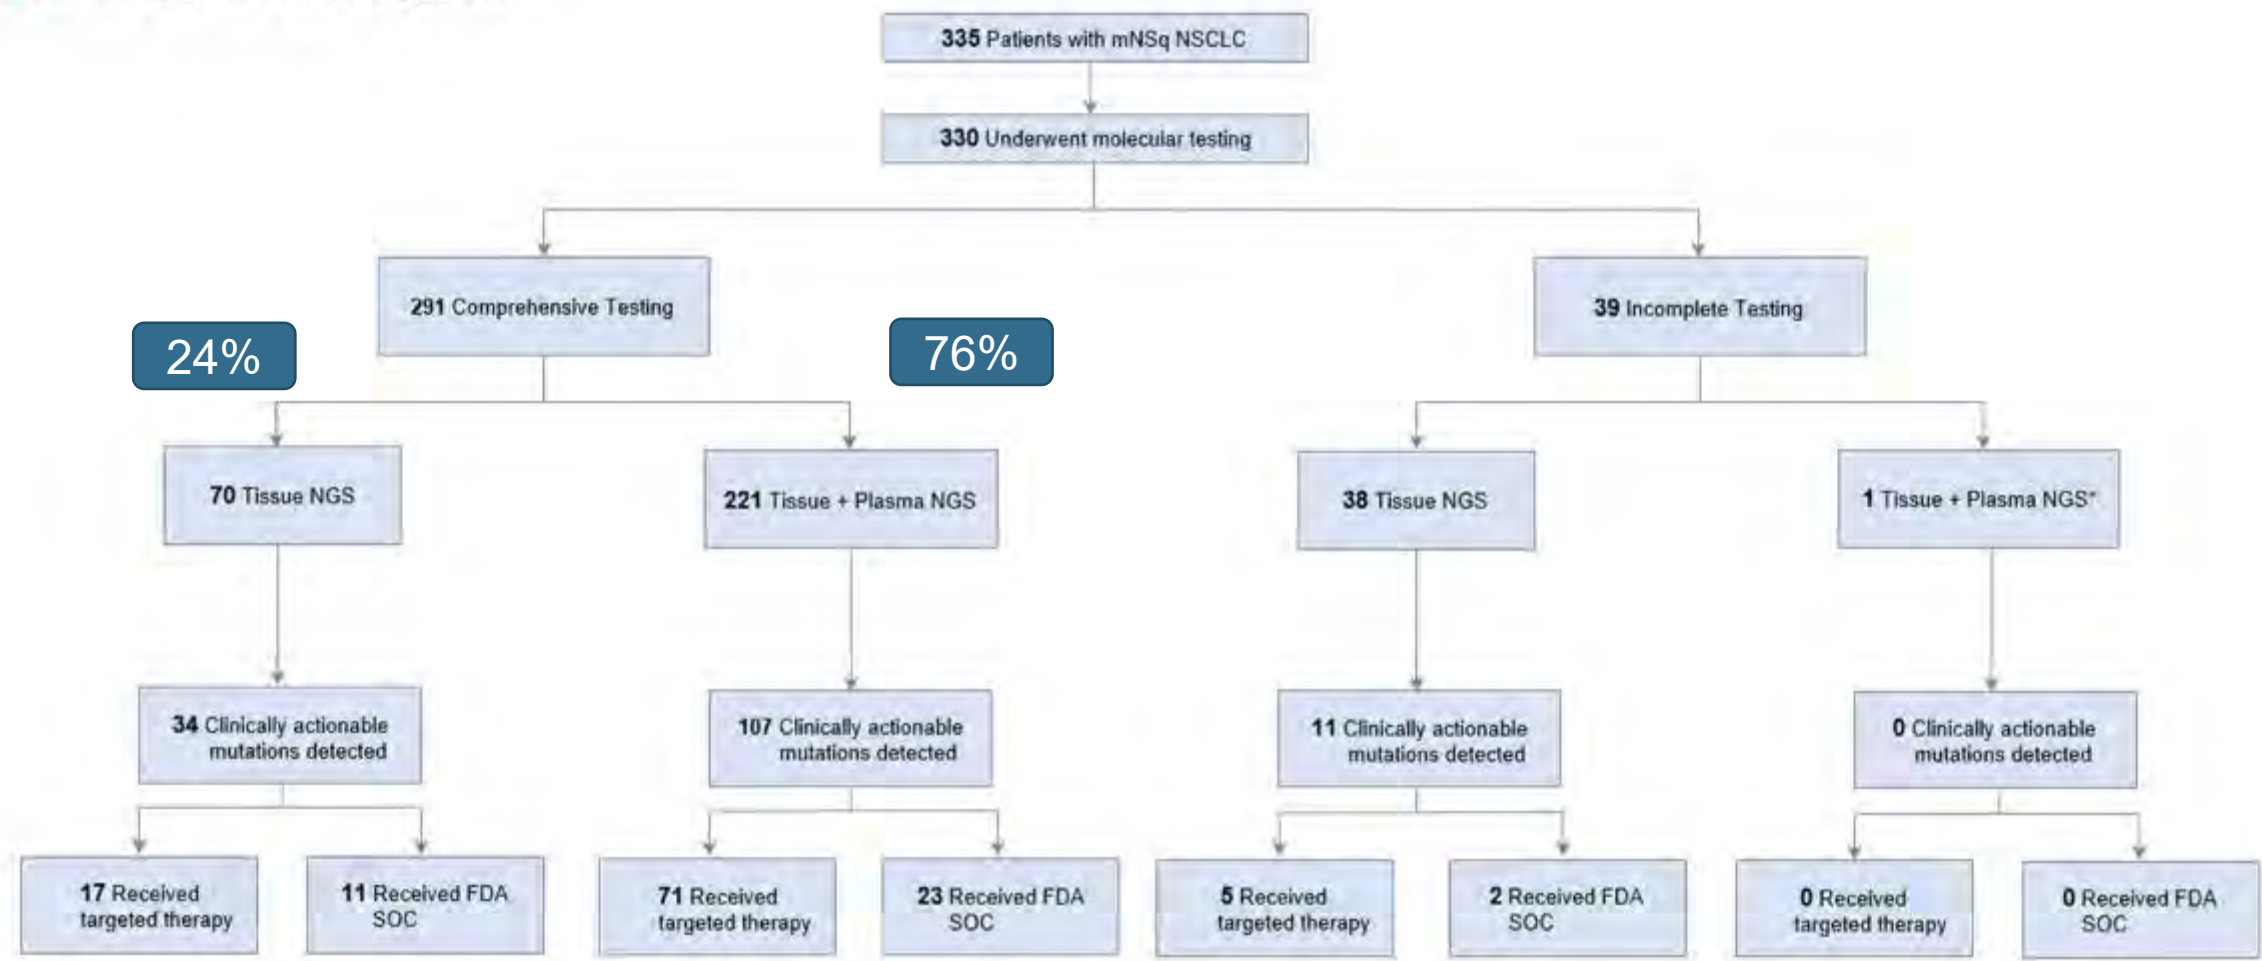 335 Patients with mNSq NSCLC
330 Underwent molecular testing
291 Comprehensive Testing
39 Incomplete Testing
24%
76%
70 Tissue NGS
221 Tissue + Plasma NGS
38 Tissue NGS
1 Tissue + Plasma NGS*
34 Clinically actionable
mutations detected
107 Clinically actionable
mutations detected
11 Clinically actionable
mutations detected
0 Clinically actionable
mutations detected
17 Received
targeted therapy
11 Received FDA
SOC
71 Received
targeted therapy
23 Received FDA
SOC
5 Received
targeted therapy
2 Received FDA
SOC
0 Received
targeted therapy
0 Received FDA
SOC